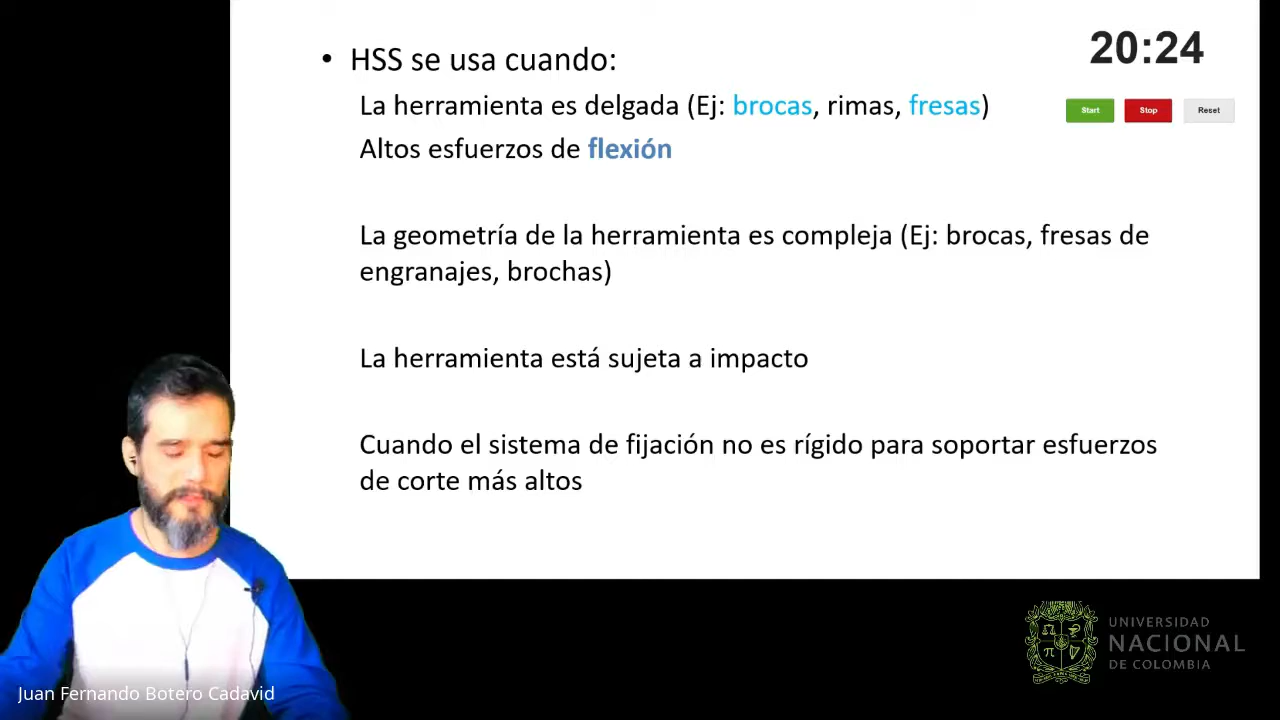 • HSS se usa cuando:
La herramienta es delgada (Ej: brocas, rimas, fresas)
Altos esfuerzos de flexión
La geometría de la herramienta es compleja (Ej: brocas, fresas de
engranajes, brochas)
La herramienta está sujeta a impacto
Cuando el sistema de fijación no es rígido para soportar esfuerzos
de corte más altos
20:24
Start
Stop
Reset
UNIVERSIDAD
NACIONAL
DE COLOMBIA
Juan Fernando Botero Cadavid